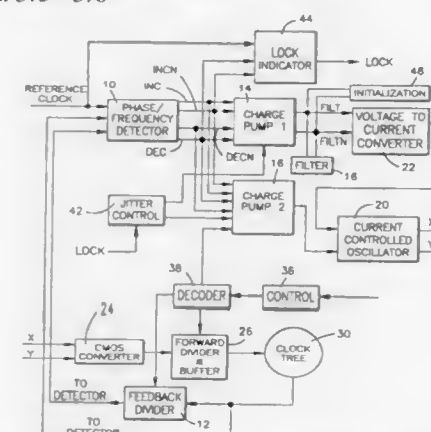 44
LOCK
INDICATOR
LOCK
REFERENCE
CLOCK
10
INCN
INC
14
46
INITIALIZATION
PHASE/
FREQUENCY
DETECTOR
CHARGE
PUMP 1
FILT
FILTN
VOLTAGE TO
CURRENT
CONVERTER
22
DEC
DECN
FILTER
16
16
CHARGE
PUMP 2
42
JITTER
CONTROL
LOCK
20
CURRENT
CONTROLLED
OSCILLATOR
X
Y
38
DECODER
36
CONTROL
24
X
Y
CMOS
CONVERTER
26
FORWARD
DIVIDER
&
BUFFER
30
CLOCK
TREE
TO
DETECTOR
FEEDBACK
DIVIDER
12
TO
DETECTOR